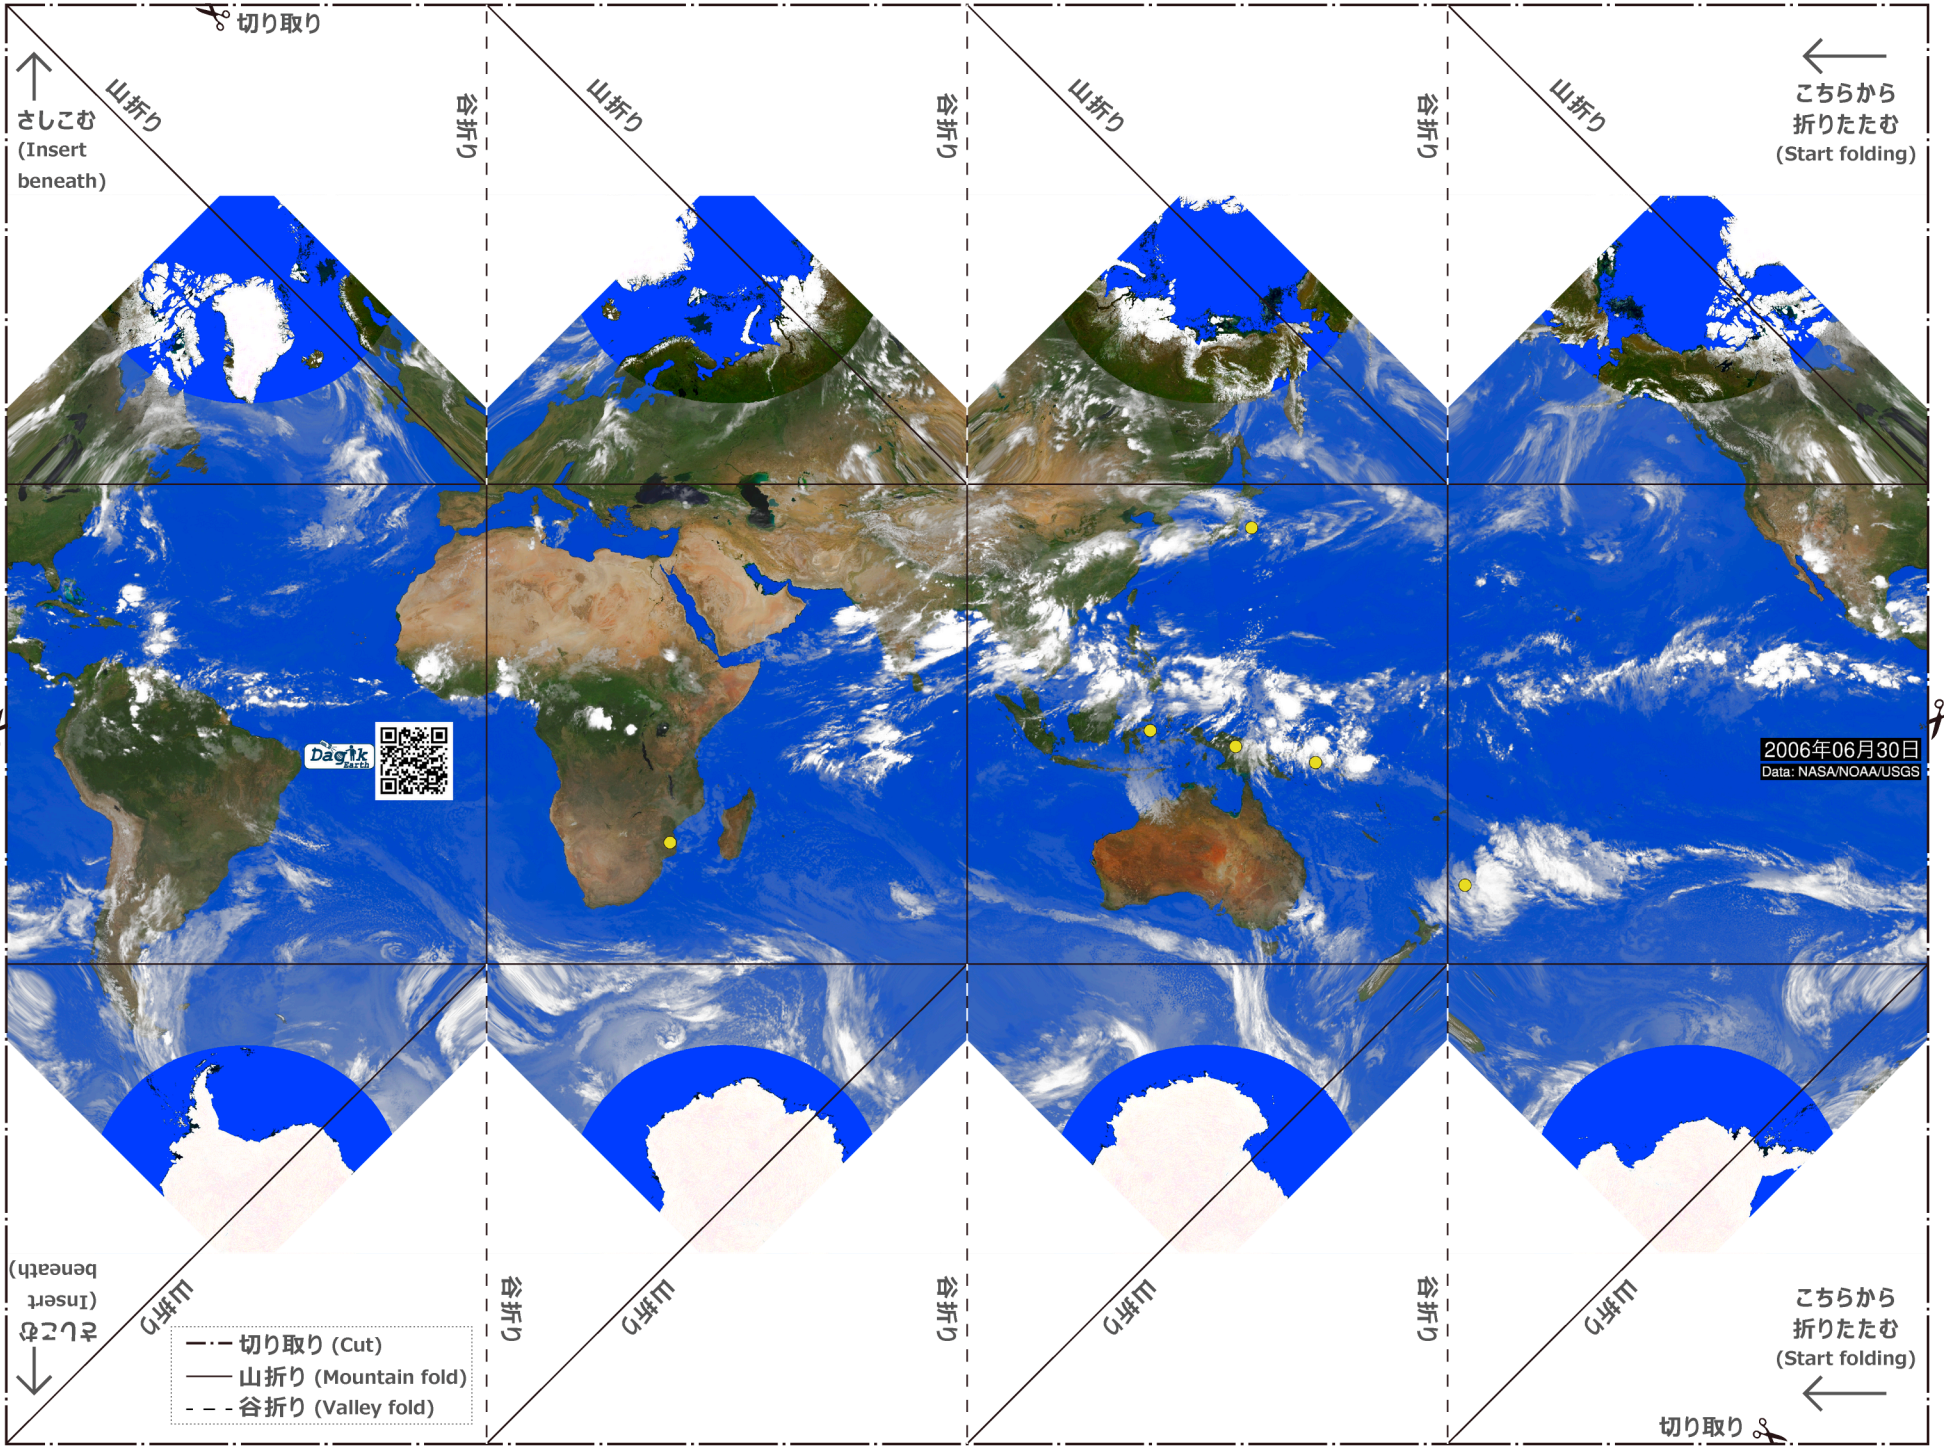 切り取り
さしこむ
(Insert
beneath)
山折り
谷折り
山折り
谷折り
山折り
谷折り
山折り
こちらから
折りたたむ
(Start folding)
Dagik
Earth
2006年06月30日
Data: NASA/NOAA/USGS
さしこむ
(Insert
beneath)
山折り
谷折り
山折り
谷折り
山折り
谷折り
山折り
こちらから
折りたたむ
(Start folding)
切り取り (Cut)
山折り (Mountain fold)
谷折り (Valley fold)
切り取り